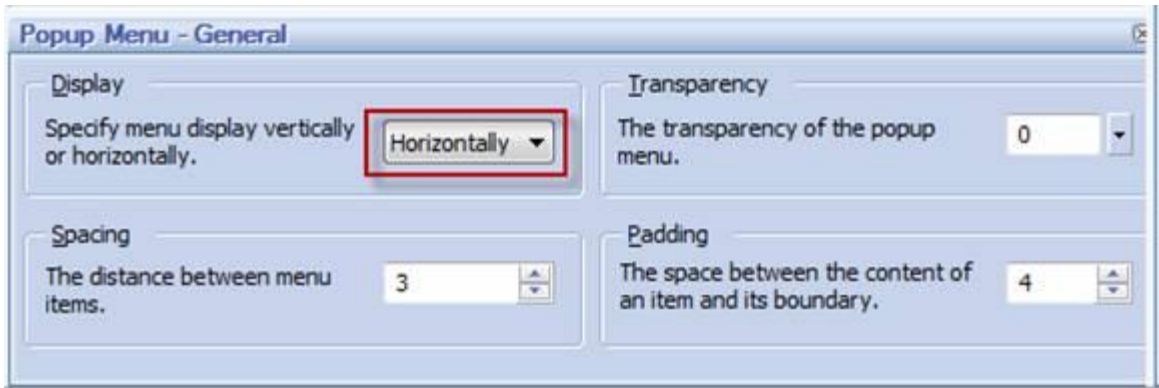 Popup Menu - General
Display
Specify menu display vertically
or horizontally.
Horizontally
Transparency
The transparency of the popup
menu.
0
Spacing
The distance between menu
items.
3
Padding
The space between the content of
an item and its boundary.
4